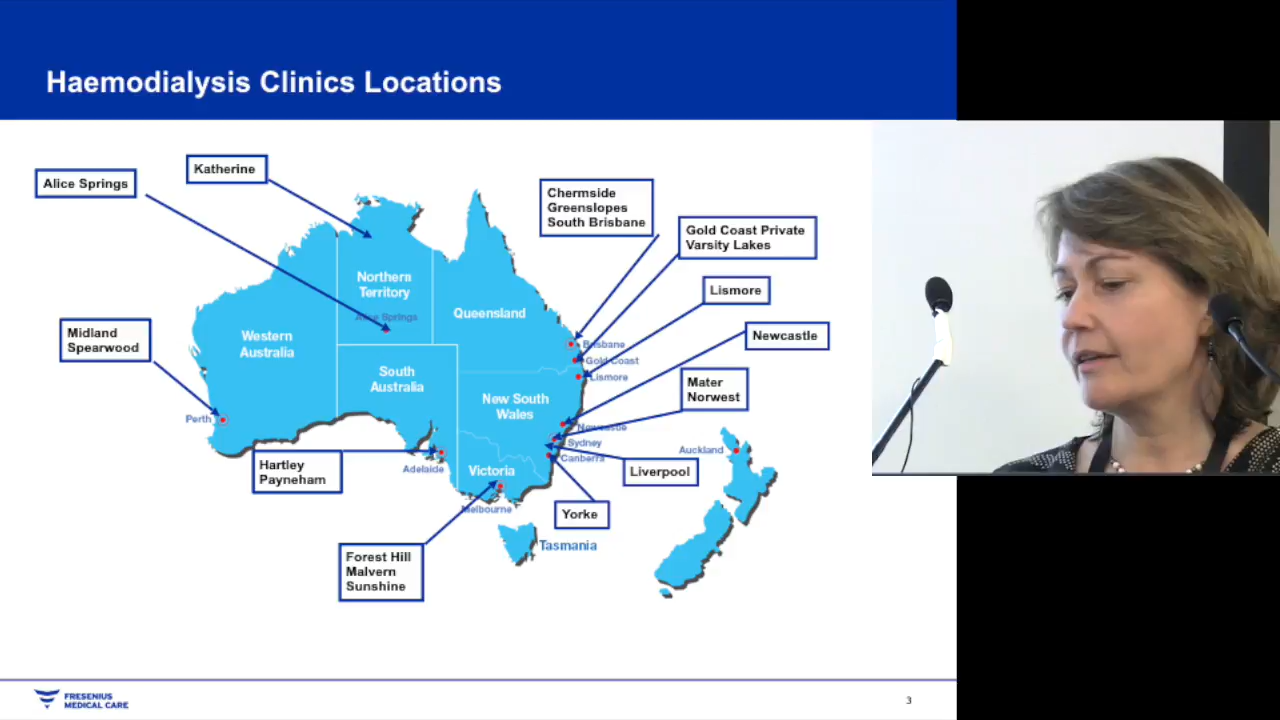 Haemodialysis Clinics Locations
Katherine
Alice Springs
Chermside
Greenslopes
South Brisbane
Gold Coast Private
Varsity Lakes
Lismore
Newcastle
Midland
Spearwood
Mater
Norwest
Hartley
Payneham
Liverpool
Yorke
Forest Hill
Malvern
Sunshine
Northern
Territory
Alice Springs
Queensland
Western
Australia
South
Australia
New South
Wales
Victoria
Tasmania
Brisbane
Gold Coast
Lismore
Newcastle
Sydney
Canberra
Perth
Adelaide
Melbourne
Auckland
FRESENIUS
MEDICAL CARE
3